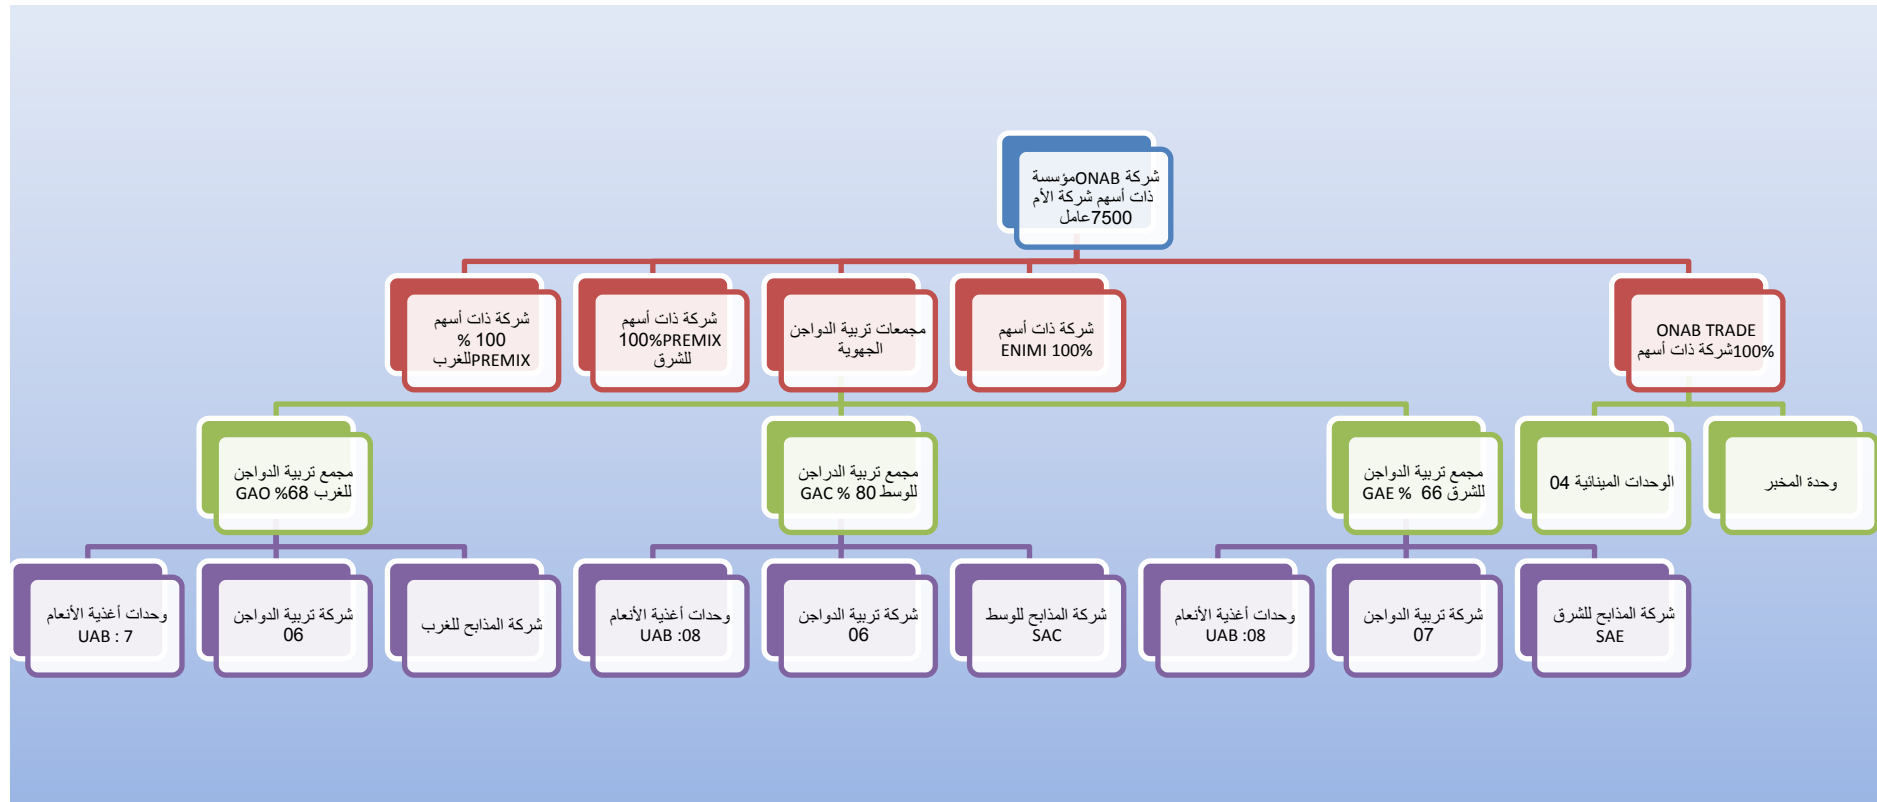 شركة ONABمؤسسة
ذات أسهم شركة الأم
7500عامل
ONAB TRADE
100%شركة ذات أسهم
شركة ذات أسهم
ENIMI 100%
مجمعات تربية الدواجن
الجهوية
شركة ذات أسهم
100%PREMIX
للشرق
شركة ذات أسهم
100 %
PREMIXللغرب
وحدة المخبر
الوحدات المينائية 04
مجمع تربية الدواجن
للشرق 66 % GAE
مجمع تربية الدراجن
للوسط 80 % GAC
مجمع تربية الدواجن
للغرب 68% GAO
شركة المذابح للشرق
SAE
شركة تربية الدواجن
07
وحدات أغذية الأنعام
UAB :08
شركة المذابح للوسط
SAC
شركة تربية الدواجن
06
وحدات أغذية الأنعام
UAB :08
شركة المذابح للغرب
شركة تربية الدواجن
06
وحدات أغذية الأنعام
UAB : 7